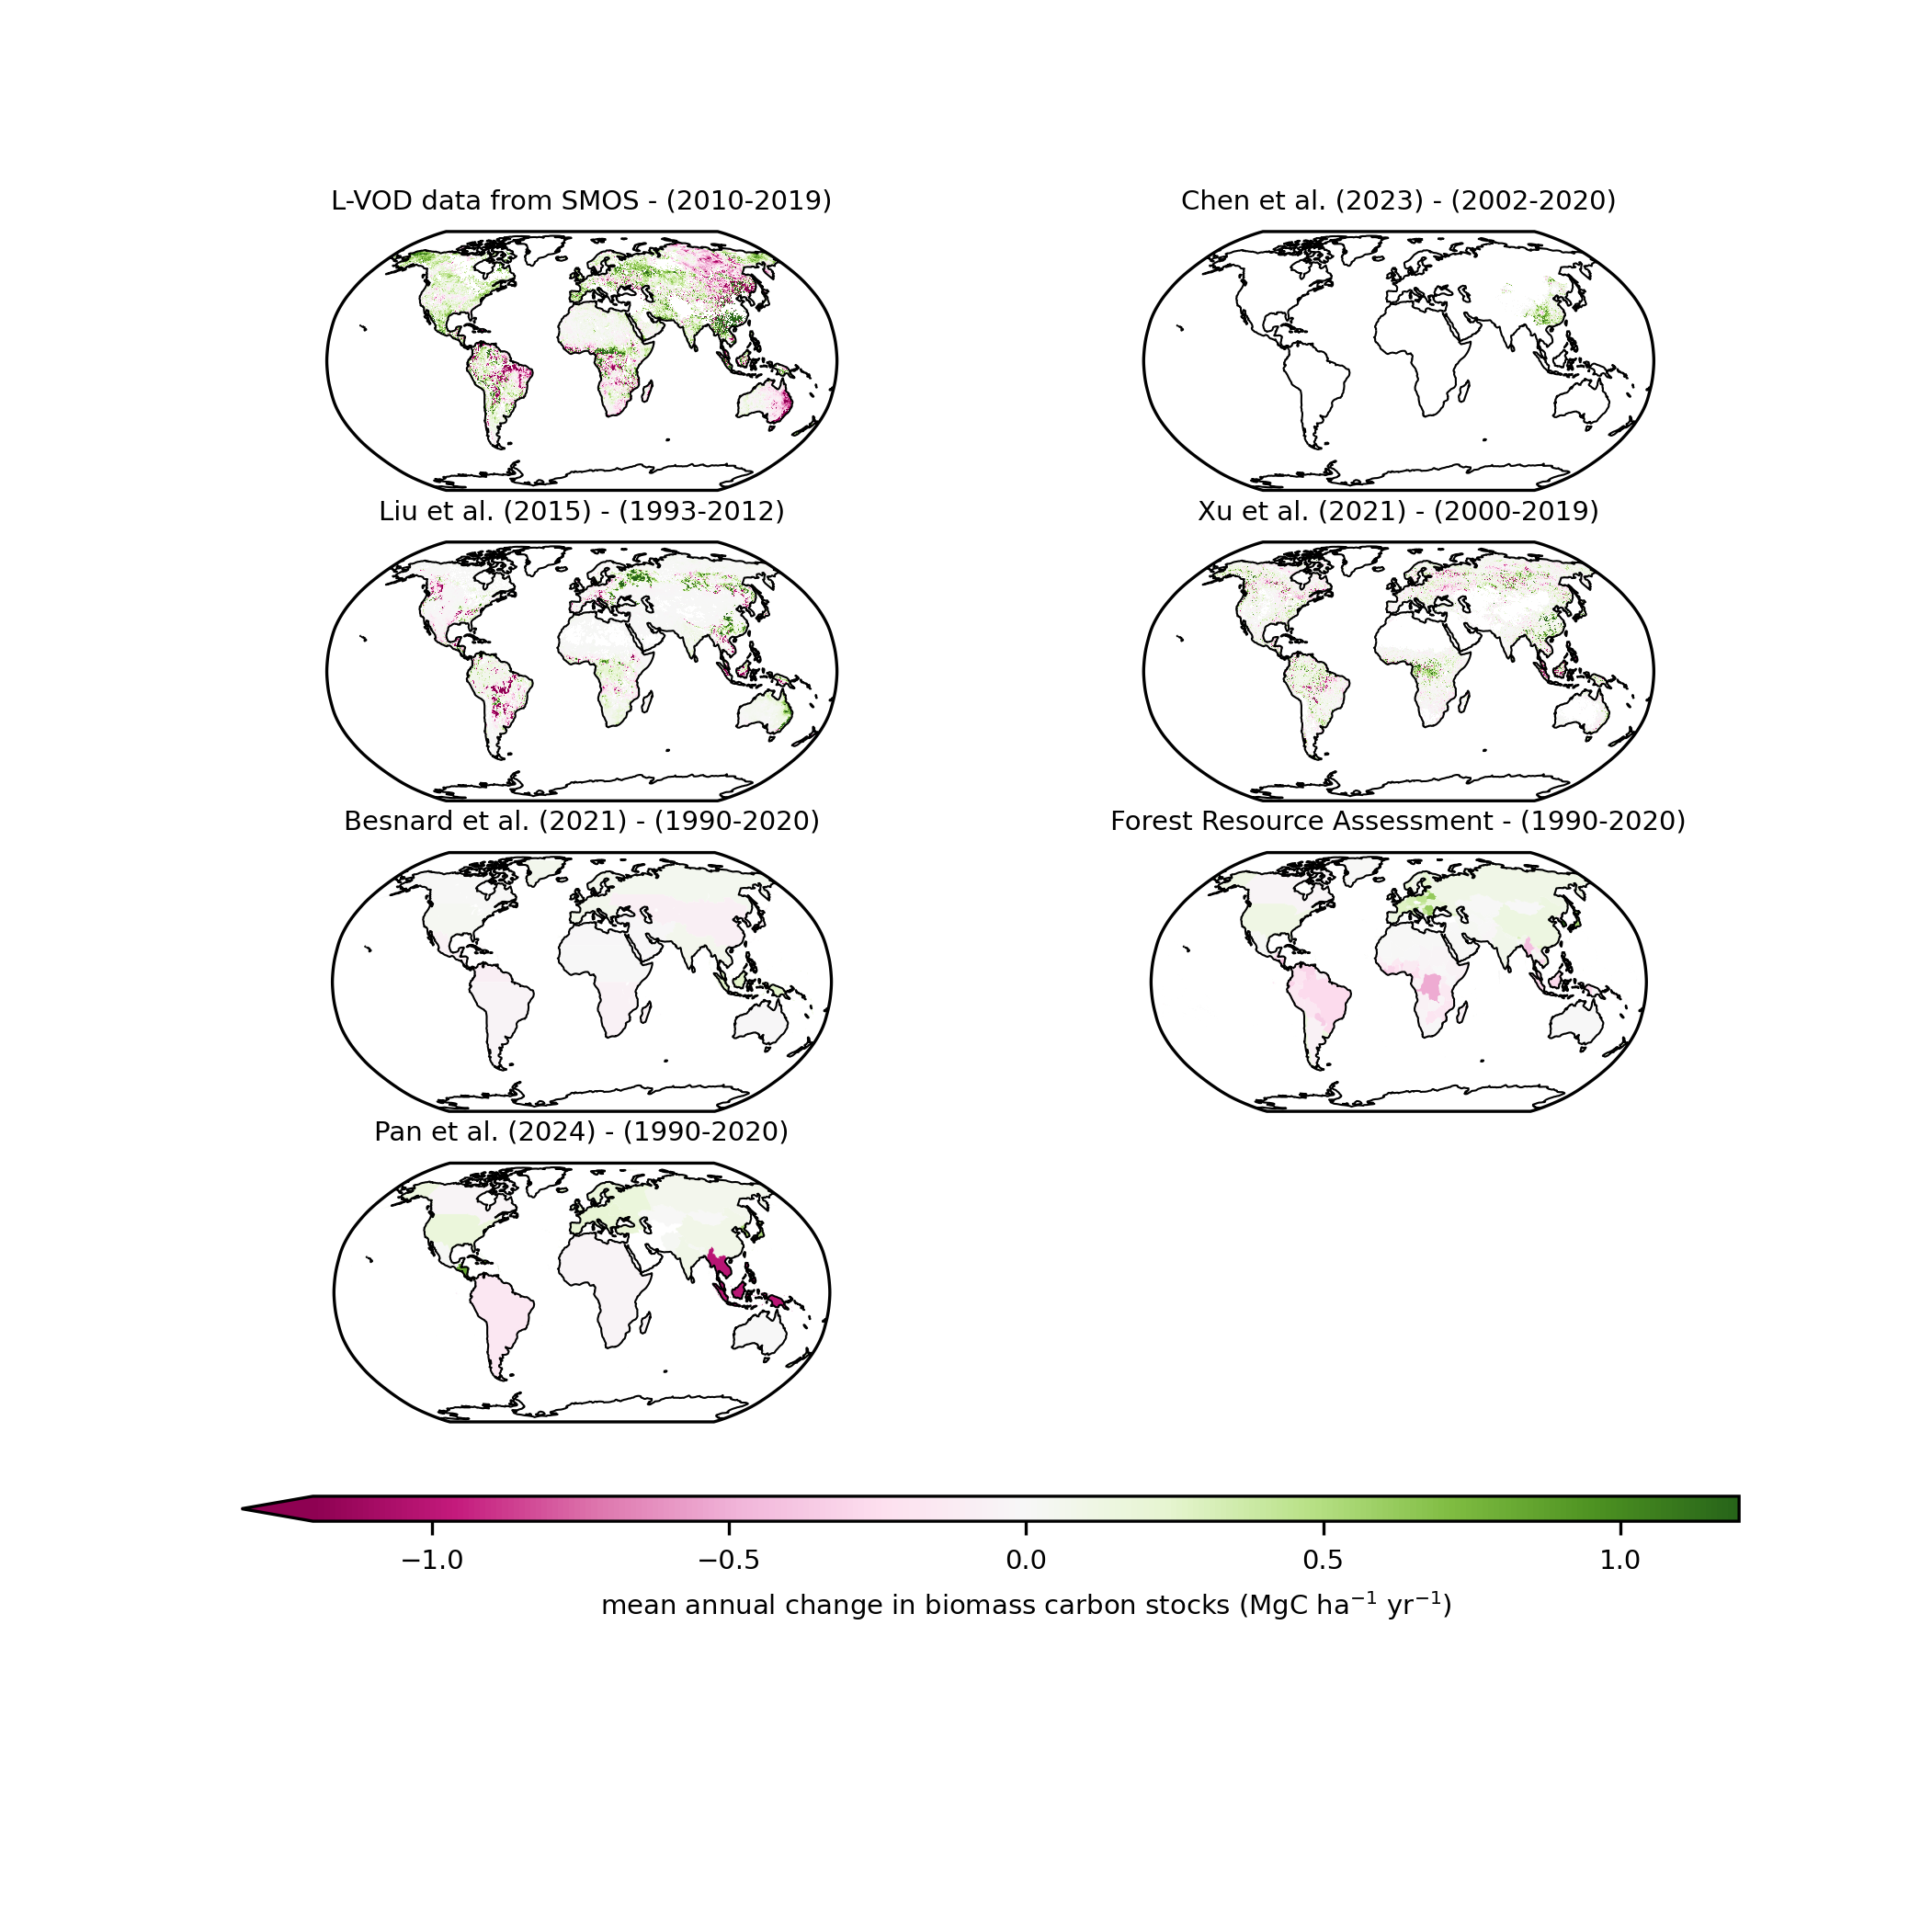 L-VOD data from SMOS - (2010-2019)
Chen et al. (2023) - (2002-2020)
Liu et al. (2015) - (1993-2012)
Xu et al. (2021) - (2000-2019)
Besnard et al. (2021) - (1990-2020)
Forest Resource Assessment - (1990-2020)
Pan et al. (2024) - (1990-2020)
−1.0 −0.5 0.0 0.5 1.0
mean annual change in biomass carbon stocks (MgC ha⁻¹ yr⁻¹)